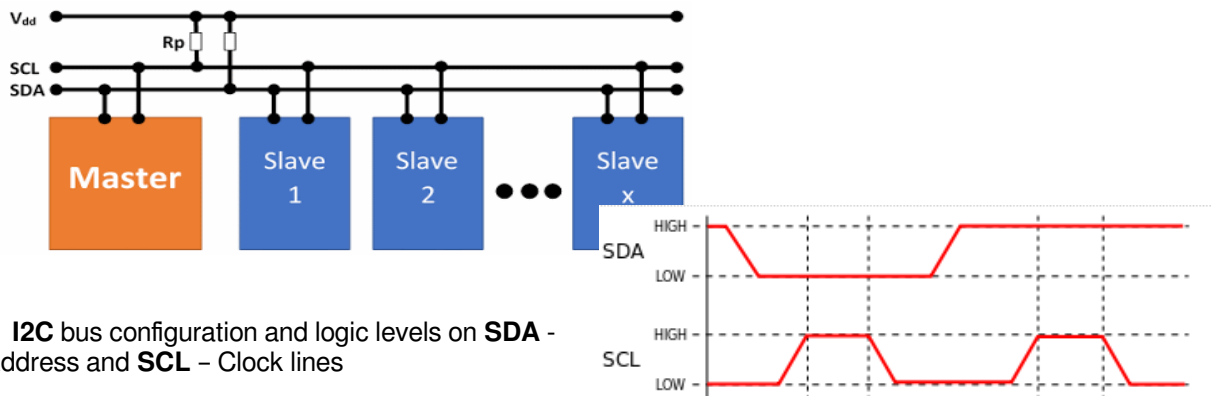 Vdd
Rp
SCL
SDA
Master
Slave
1
Slave
2
Slave
x
HIGH
SDA
LOW
HIGH
SCL
LOW
I2C bus configuration and logic levels on SDA -
ddress and SCL – Clock lines